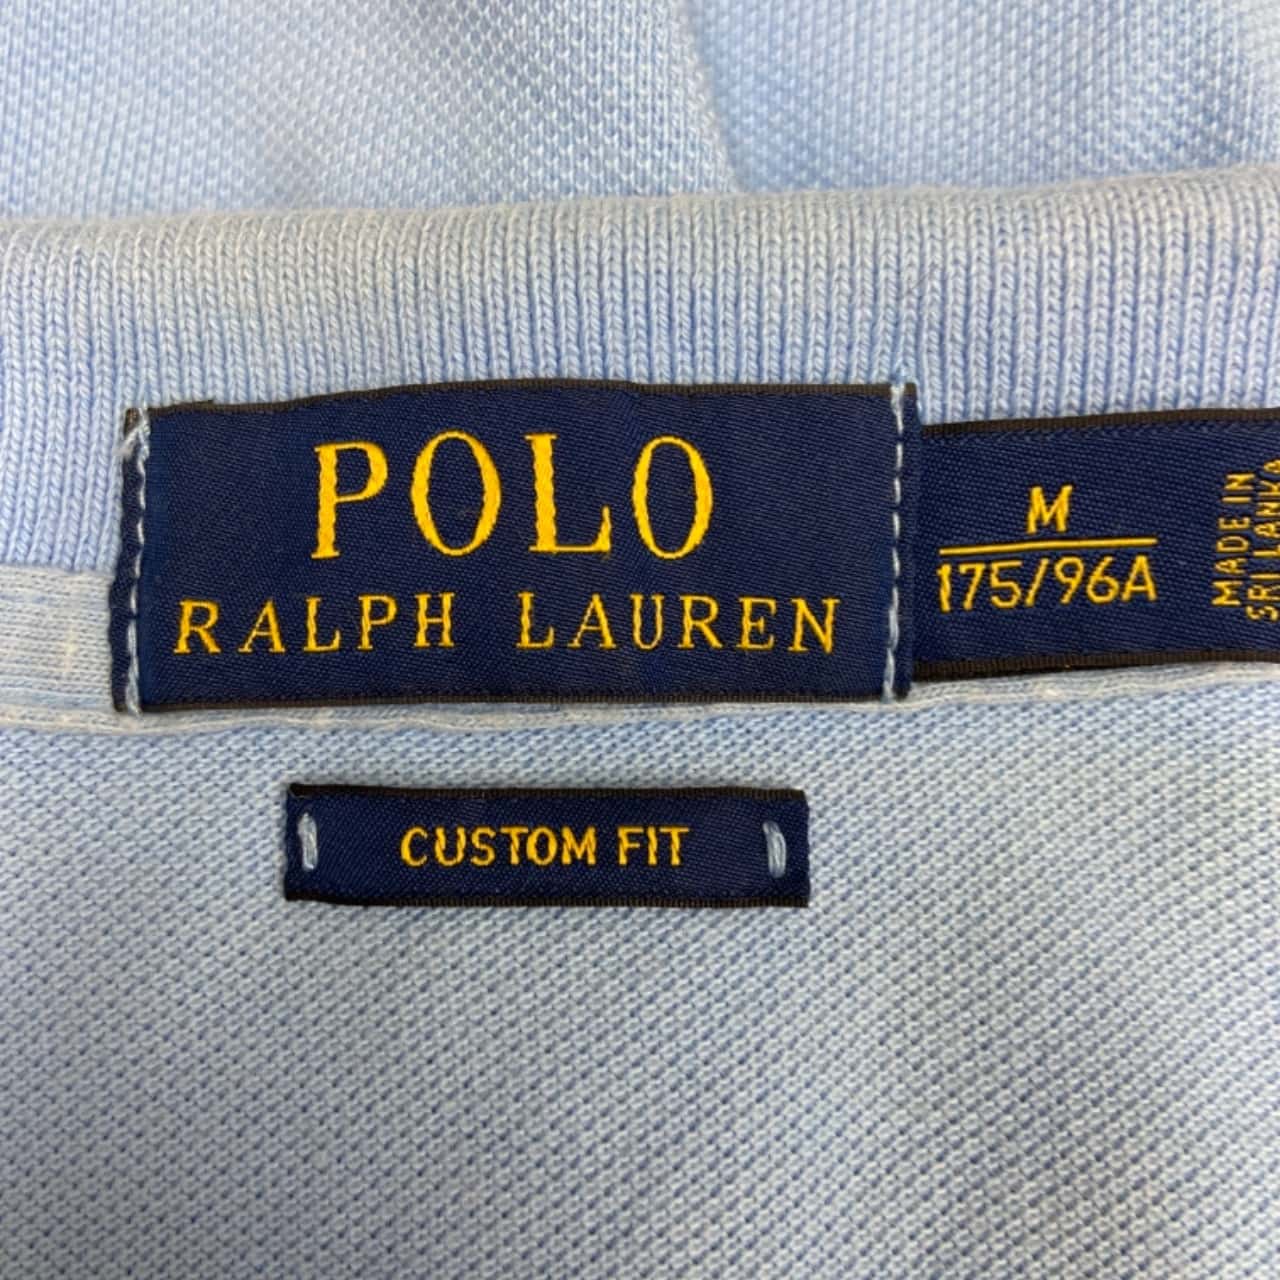 POLO
RALPH LAUREN
M
175/96A
MADE IN
SRI LANKA
CUSTOM FIT